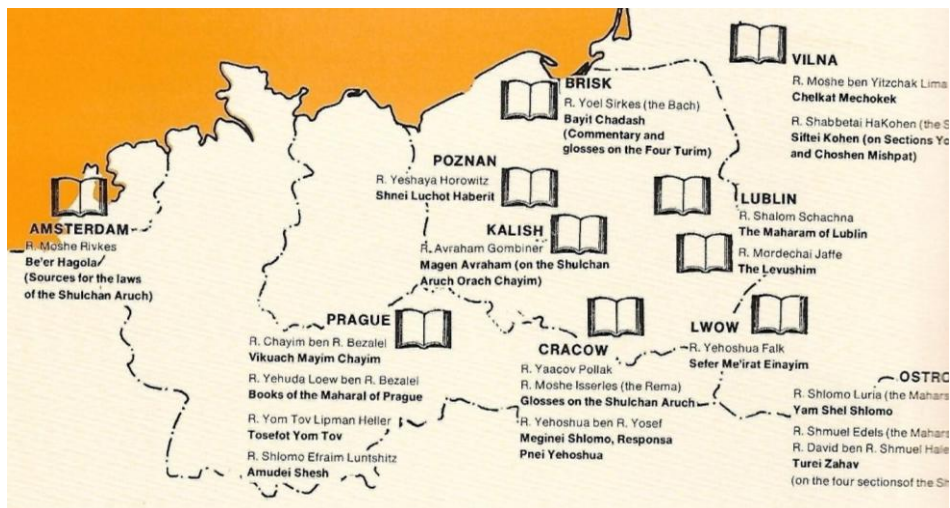 VILNA
R. Moshe ben Yitzchak Lima
Chelkat Mechokek
R. Shabbetai HaKohen (the
Siftei Kohen (on Sections
and Choshen Mishpat)
BRISK
R. Yoel Sirkes (the Bach)
Bayit Chadash
(Commentary and
glosses on the Four Turim)
POZNAN
R. Yeshaya Horowitz
Shnei Luchot Haberit
LUBLIN
R. Shalom Schachna
The Maharam of Lublin
R. Mordechai Jaffe
The Levushim
AMSTERDAM
R. Moshe Rivkes
Be'er Hagola
(Sources for the laws
of the Shulchan Aruch)
KALISH
R. Avraham Gombiner
Magen Avraham (on the Shulchan
Aruch Orach Chayim)
PRAGUE
R. Chayim ben R. Bezalel
Vikuach Mayim Chayim
R. Yehuda Loew ben R. Bezalel
Books of the Maharal of Prague
R. Yom Tov Lipman Heller
Tosefot Yom Tov
R. Shlomo Efraim Luntshitz
Amudei Shesh
CRACOW
R. Yaacov Pollak
R. Moshe Isserles (the Rema)
Glosses on the Shulchan Aruch
R. Yehoshua ben R. Yosef
Meginei Shlomo, Responsa
Pnei Yehoshua
LWOW
R. Yehoshua Falk
Sefer Me'irat Einayim
R. Shlomo Luria (the
Yam Shel Shlomo
R. Shmuel Edels (the
R. David ben R. Shmuel
Turei Zahav
(on the four sectionsof the